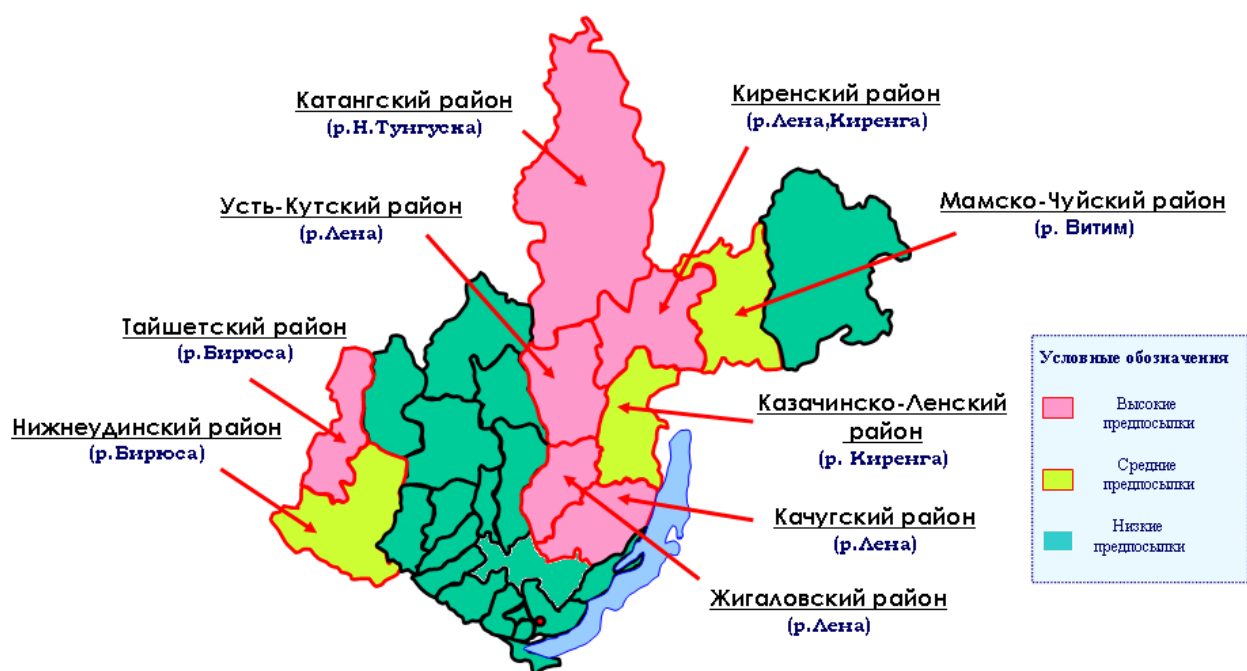 Катангский район
(р.Н.Тунгуска)
Киренский район
(р.Лена,Киренга)
Усть-Кутский район
(р.Лена)
Мамско-Чуйский район
(р. Витим)
Тайшетский район
(р.Бирюса)
Нижнеудинский район
(р.Бирюса)
Казачинско-Ленский
район
(р. Киренга)
Качугский район
(р.Лена)
Жигаловский район
(р.Лена)
Условные обозначения
Высокие
предпосылки
Средние
предпосылки
Низкие
предпосылки